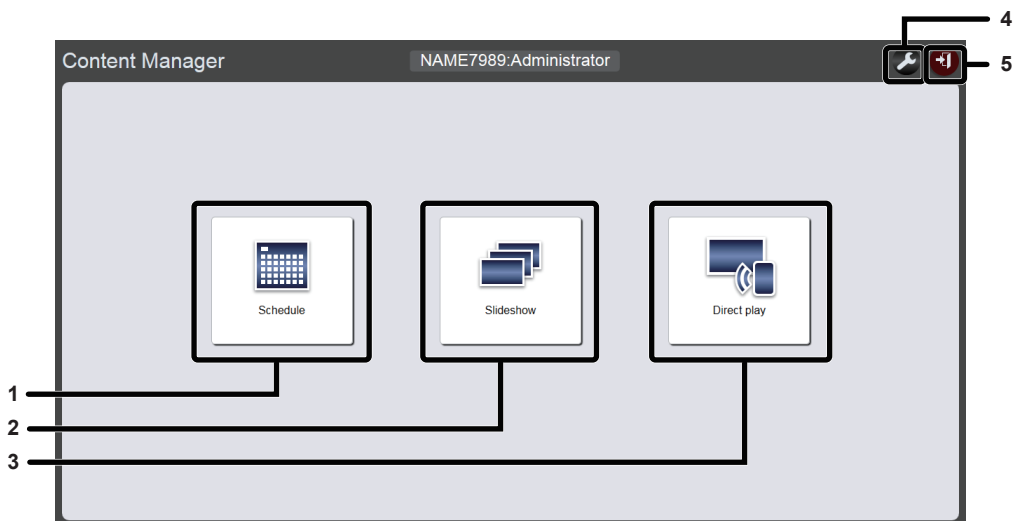 4
Content Manager
NAME7989:Administrator
5
Schedule
Slideshow
Direct play
1
2
3